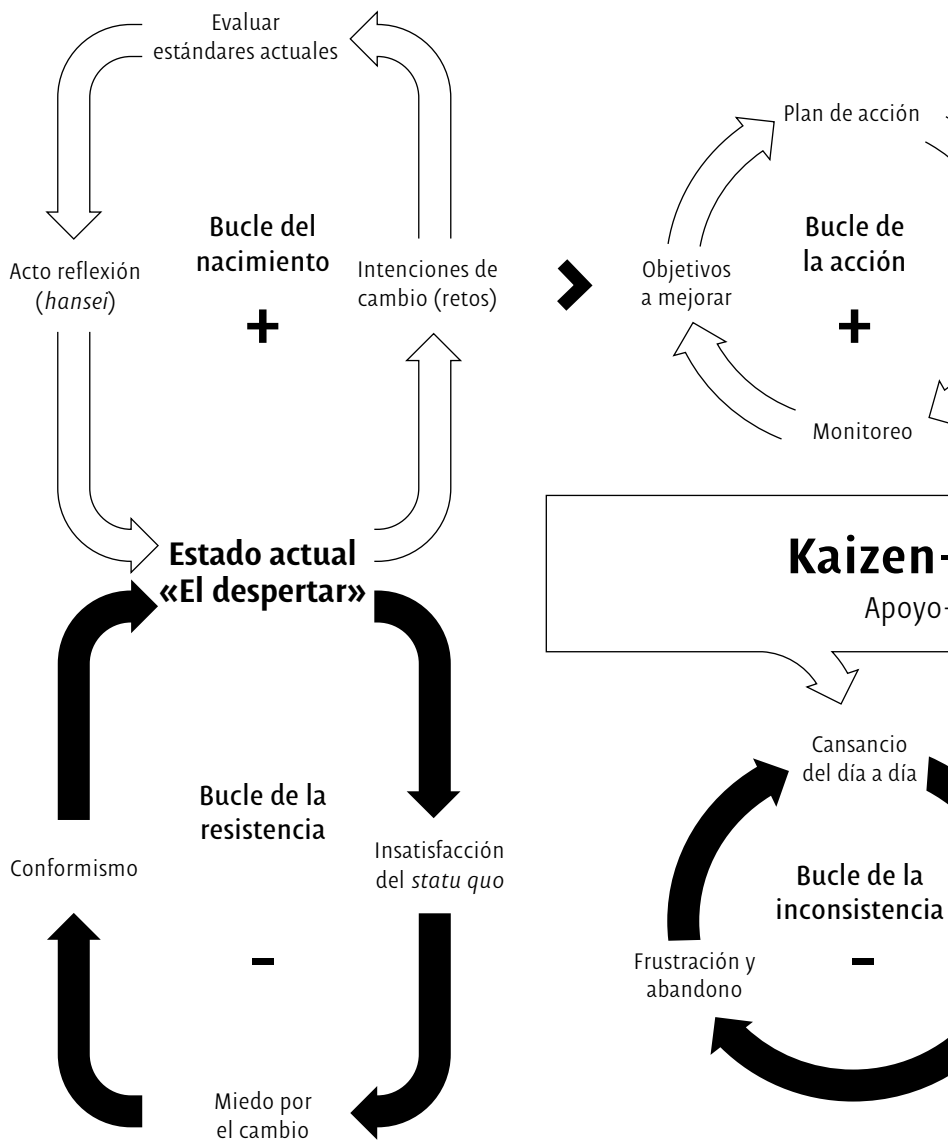 Evaluar
estándares actuales
Acto reflexión
(hansei)
Bucle del
nacimiento
+
Intenciones de
cambio (retos)
Estado actual
«El despertar»
Conformismo
Bucle de la
resistencia
-
Insatisfacción
del statu quo
Miedo por
el cambio
Plan de acción
Objetivos
a mejorar
Bucle de
la acción
+
Monitoreo
Kaizen-
Apoyo-
Cansancio
del día a día
Bucle de la
inconsistencia
-
Frustración y
abandono